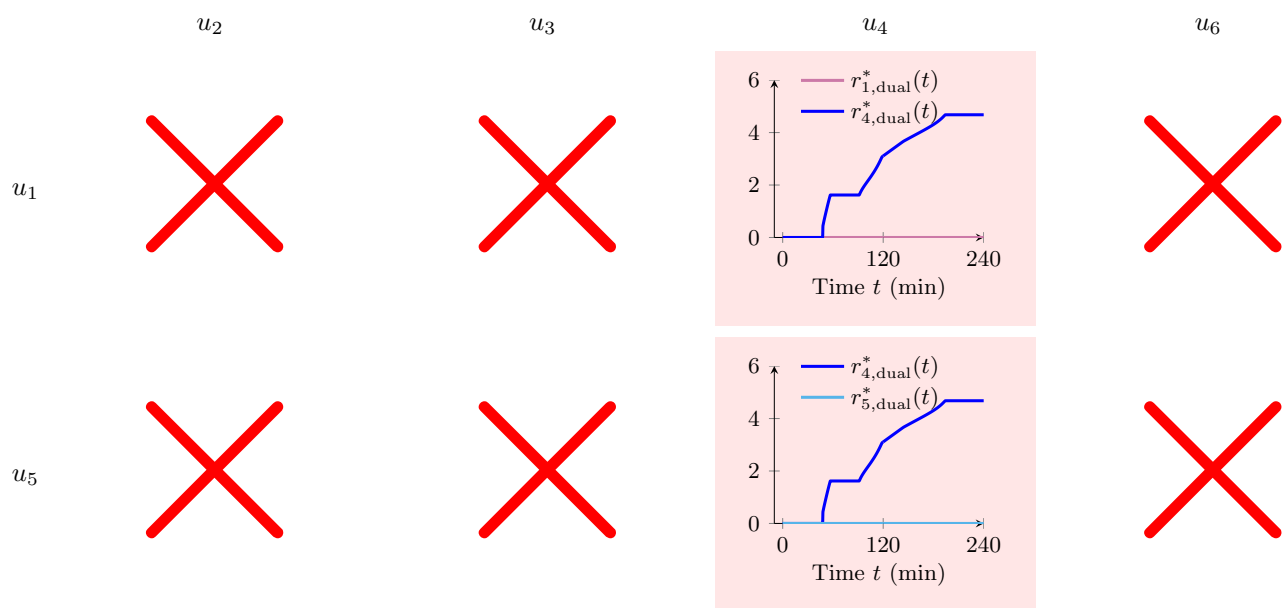 u₂ u₃ u₄ u₆
u₁
6
4
2
0
r*₁,dual(t)
r*₄,dual(t)
0 120 240
Time t (min)
u₅
6
4
2
0
r*₄,dual(t)
r*₅,dual(t)
0 120 240
Time t (min)